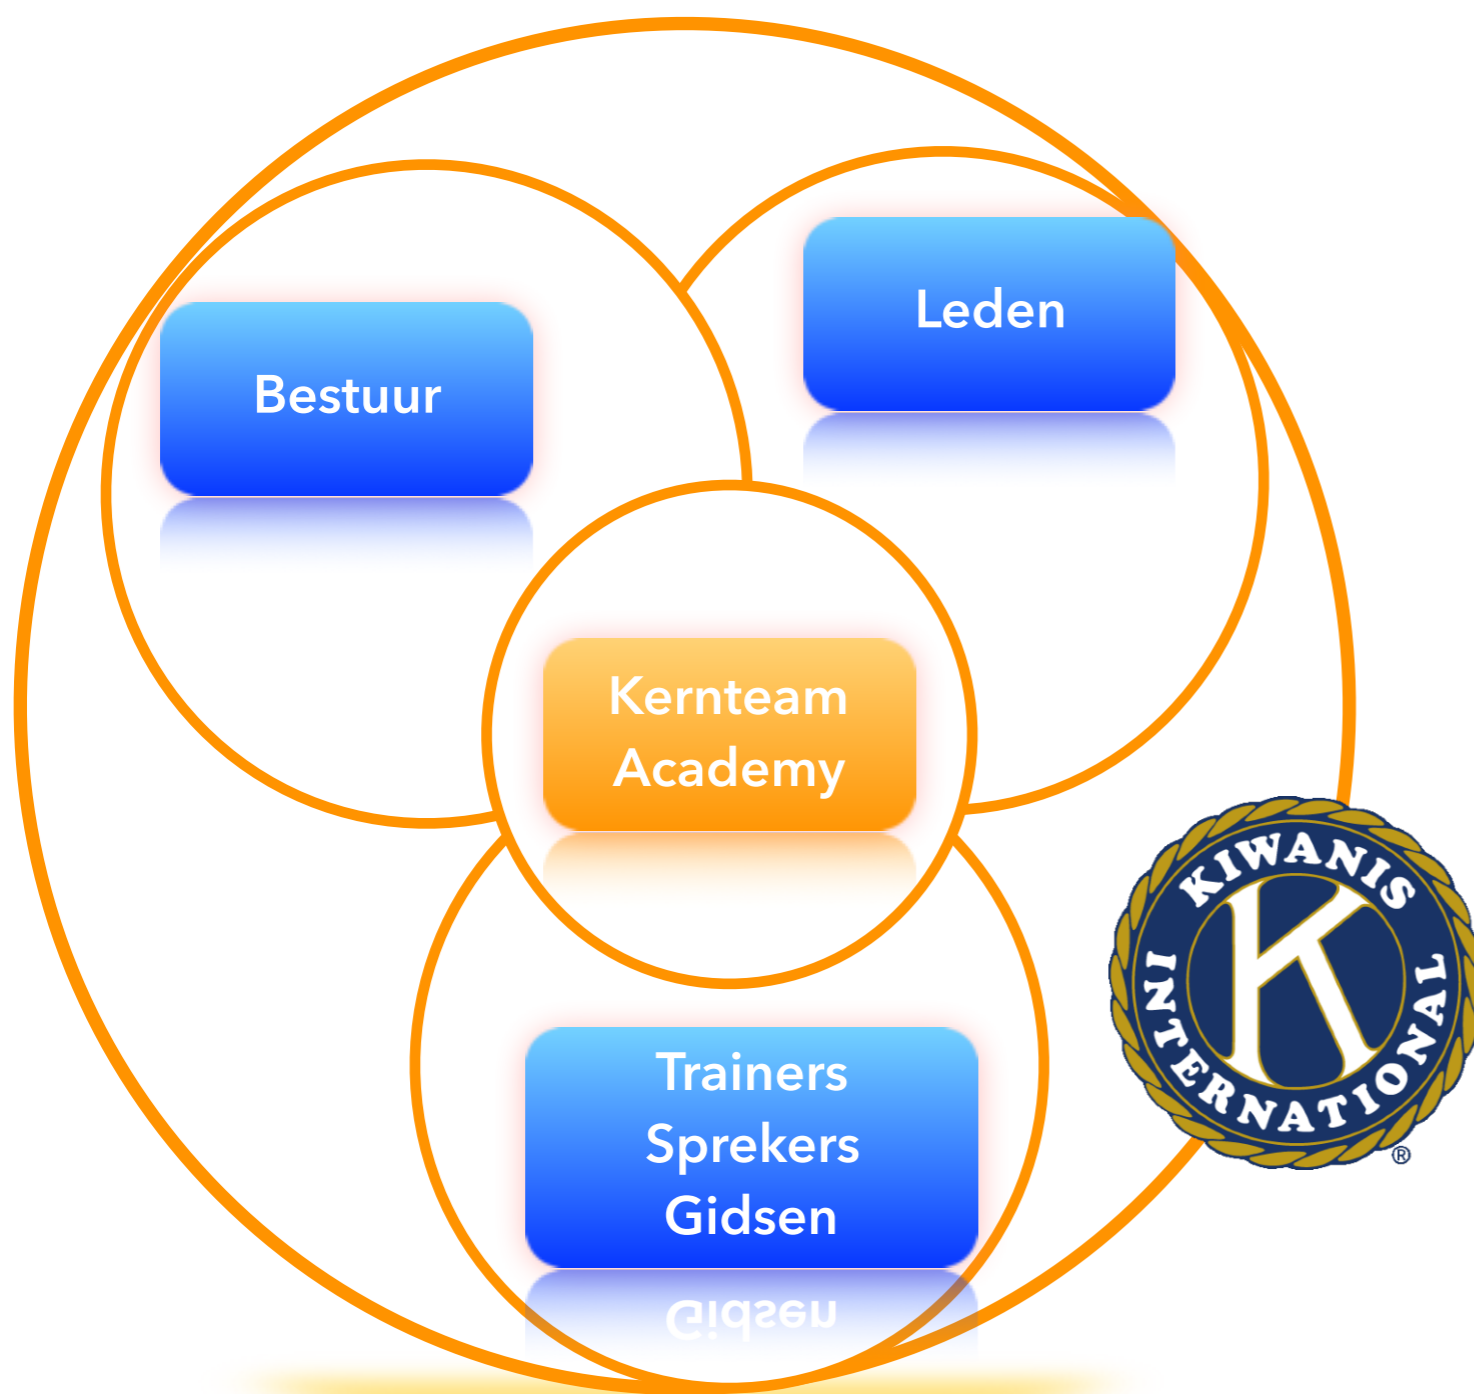 Leden
Bestuur
Kernteam
Academy
KIWANIS
INTERNATIONAL
K
®
Trainers
Sprekers
Gidsen